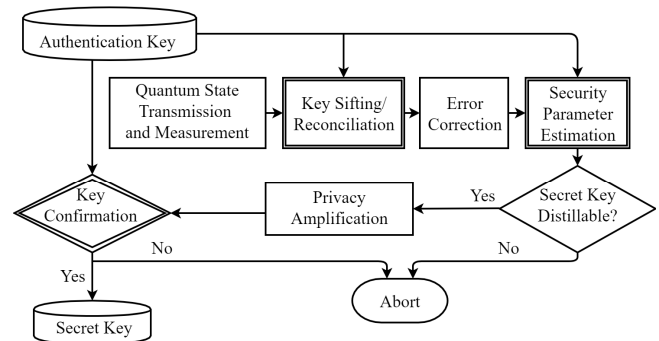 Authentication Key
Quantum State
Transmission
and Measurement
Key Sifting/
Reconciliation
Error
Correction
Security
Parameter
Estimation
Key
Confirmation
Privacy
Amplification
Yes
Secret Key
Distillable?
No
No
Yes
Abort
Secret Key